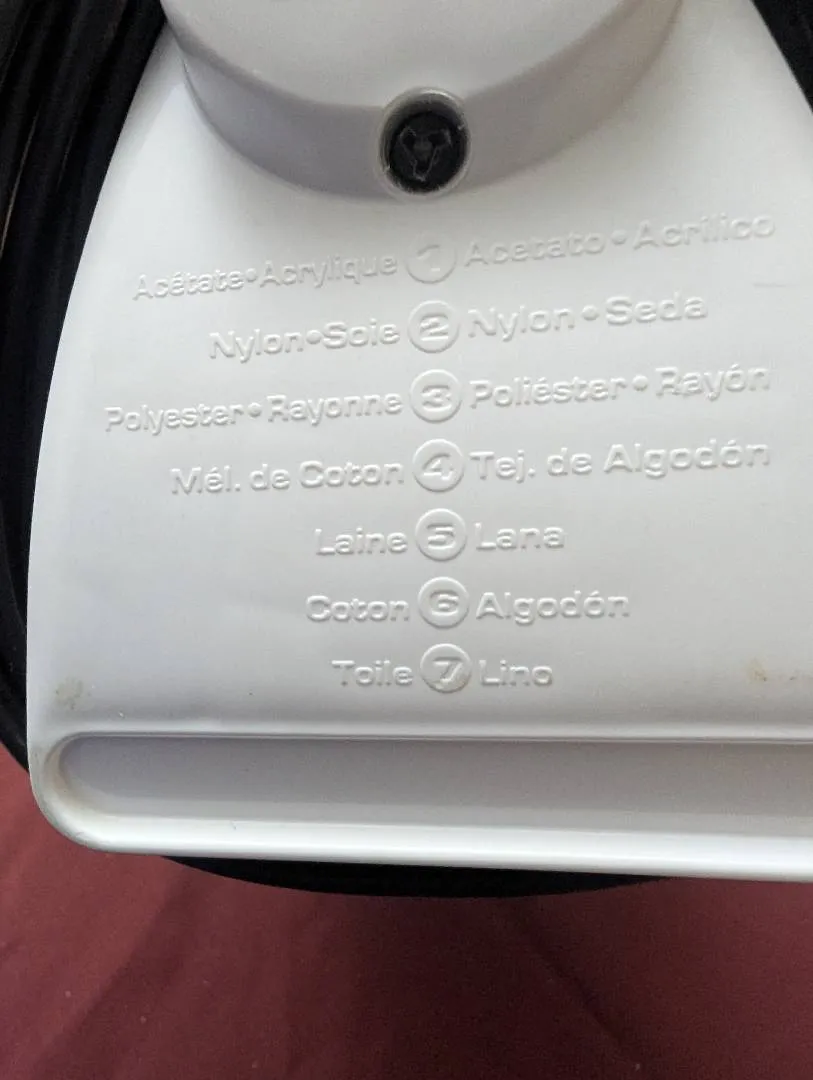 Acétate•Acrylique 1 Acetato•Acrílico
Nylon•Soie 2 Nylon•Seda
Polyester•Rayonne 3 Poliéster•Rayón
Mél. de Coton 4 Tej. de Algodón
Laine 5 Lana
Coton 6 Algodón
Toile 7 Lino